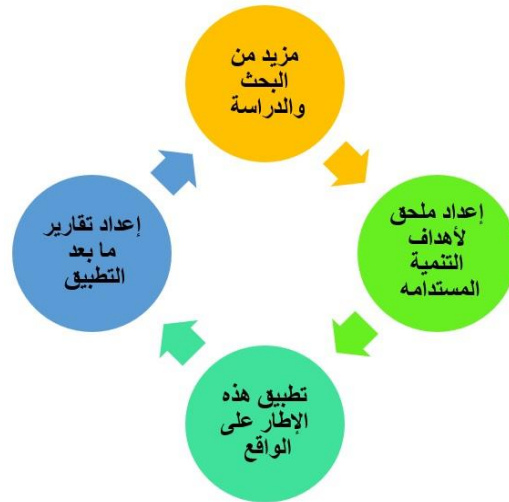 مزيد من
البحث
والدراسة
إعداد ملحق
لأهداف
التنمية
المستدامه
تطبيق هذه
الإطار على
الواقع
إعداد تقارير
ما بعد
التطبيق